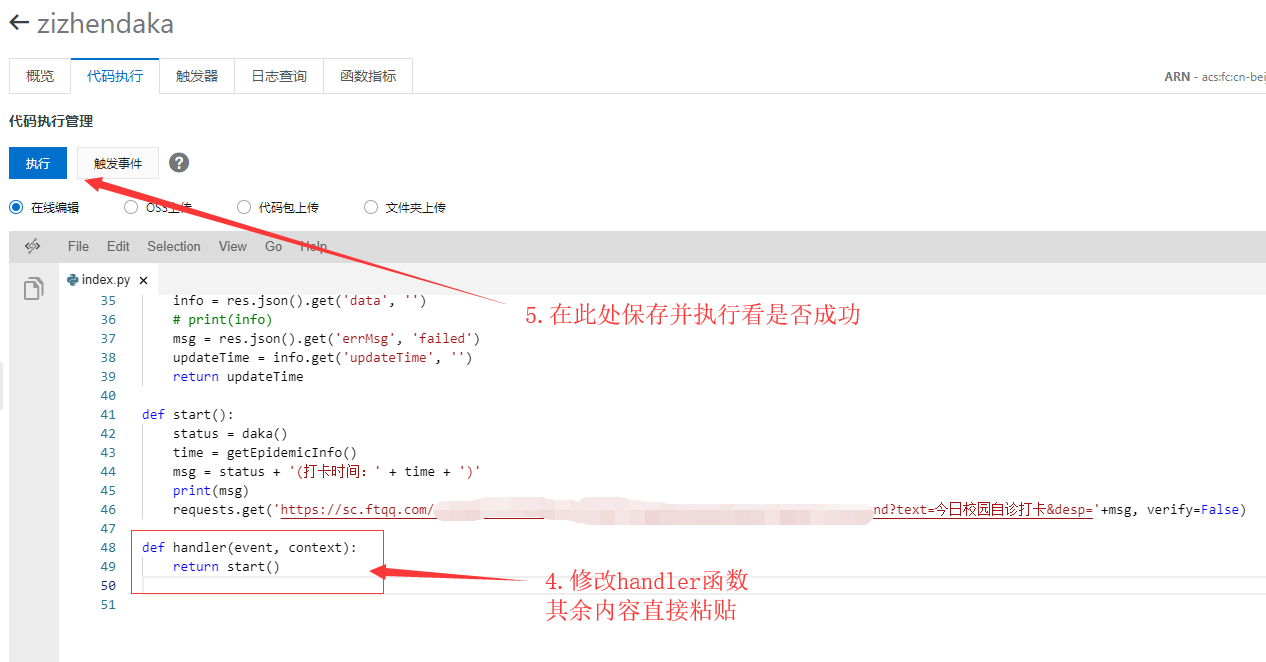 zizhendaka
概览 代码执行 触发器 日志查询 函数指标
ARN - acs:fc:cn-bei
代码执行管理
执行 触发事件 ?
在线编辑 OSS上传 代码包上传 文件夹上传
File Edit Selection View Go Help
index.py ×
35 info = res.json().get('data', '')
36 # print(info)
37 msg = res.json().get('errMsg', 'failed')
38 updateTime = info.get('updateTime', '')
39 return updateTime
40
41 def start():
42 status = daka()
43 time = getEpidemicInfo()
44 msg = status + '(打卡时间: ' + time + ')'
45 print(msg)
46 requests.get('https://sc.ftqq.com/ nd?text=今日校园自诊打卡&desp='+msg, verify=False)
47
48 def handler(event, context):
49 return start()
50
51
5.在此处保存并执行看是否成功
4.修改handler函数
其余内容直接粘贴